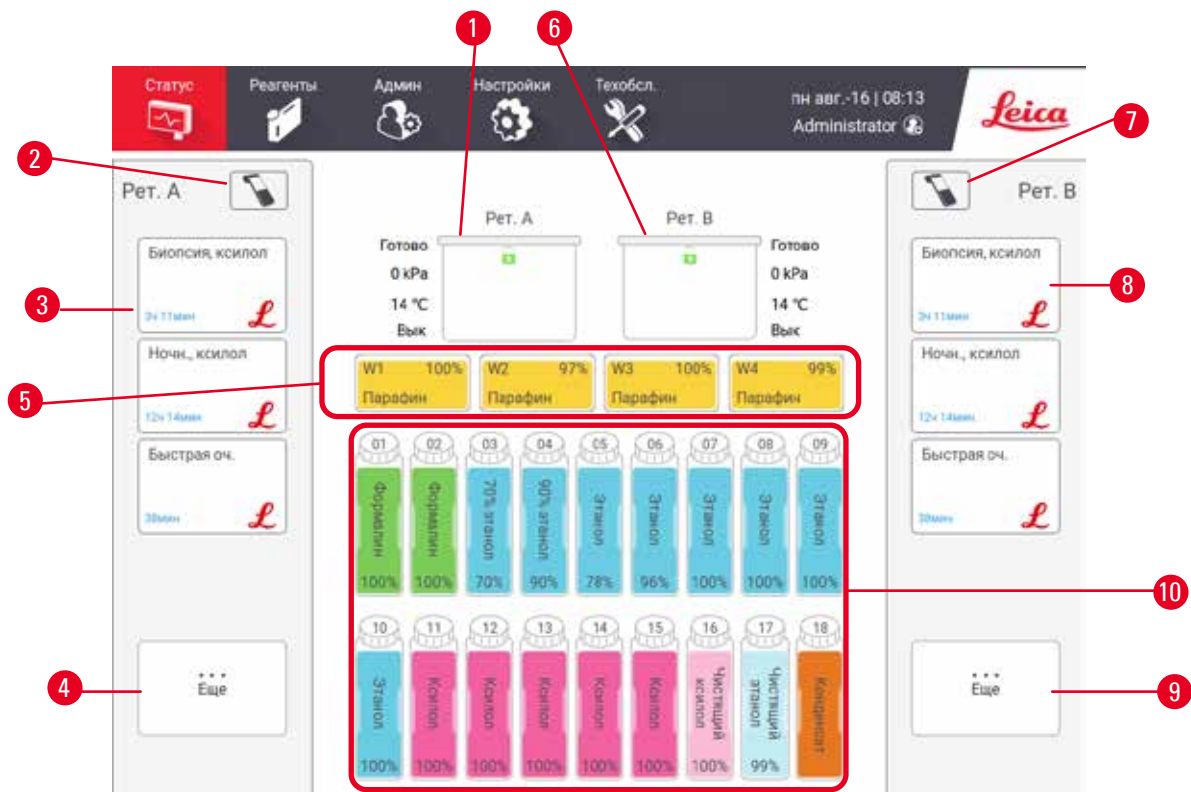 1
6
Статус
Реагенты
Админ
Настройки
Техобсл.
пн авг.-16 | 08:13
Administrator
Leica
2
7
Рет. A
Рет. B
Рет. A
Рет. B
Готово
0 kPa
14 °C
Вык
Готово
0 kPa
14 °C
Вык
Биопсия, ксилол
3ч 11мин
3
Биопсия, ксилол
3ч 11мин
8
Ночн., ксилол
12ч 14мин
Ночн., ксилол
12ч 14мин
5
W1 100%
Парафин
W2 97%
Парафин
W3 100%
Парафин
W4 99%
Парафин
Быстрая оч.
38мин
Быстрая оч.
38мин
01 02 03 04 05 06 07 08 09
Формалин
Формалин
70% этанол
90% этанол
Этанол
Этанол
Этанол
Этанол
Этанол
100% 100% 70% 90% 78% 96% 100% 100% 100%
10
10 11 12 13 14 15 16 17 18
Этанол
Ксилол
Ксилол
Ксилол
Ксилол
Ксилол
Чистящий
ксилол
Чистящий
этанол
Конденсат
100% 100% 100% 100% 100% 100% 100% 99%
4
...
Еще
...
Еще
9